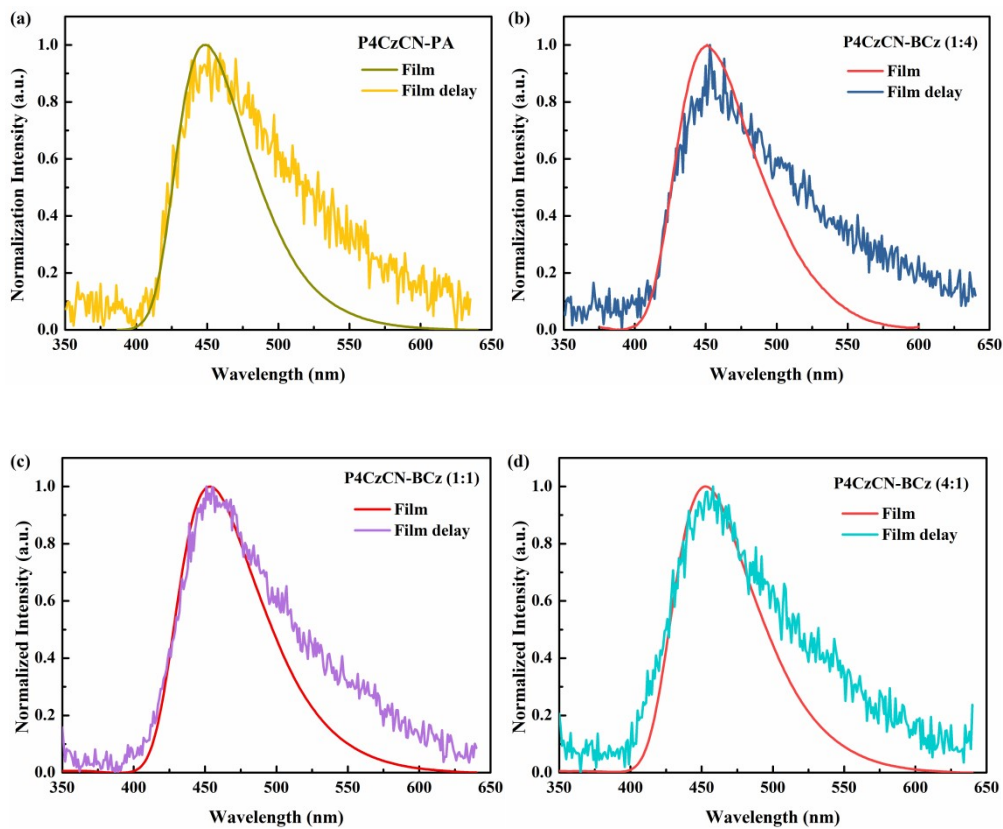 (a)
P4CzCN-PA
Film
Film delay
Normalization Intensity (a.u.)
1.0
0.8
0.6
0.4
0.2
0.0
350 400 450 500 550 600 650
Wavelength (nm)
(b)
P4CzCN-BCz (1:4)
Film
Film delay
Normalization Intensity (a.u.)
1.0
0.8
0.6
0.4
0.2
0.0
350 400 450 500 550 600 650
Wavelength (nm)
(c)
P4CzCN-BCz (1:1)
Film
Film delay
Normalized Intensity (a.u.)
1.0
0.8
0.6
0.4
0.2
0.0
350 400 450 500 550 600 650
Wavelength (nm)
(d)
P4CzCN-BCz (4:1)
Film
Film delay
Normalized Intensity (a.u.)
1.0
0.8
0.6
0.4
0.2
0.0
350 400 450 500 550 600 650
Wavelength (nm)